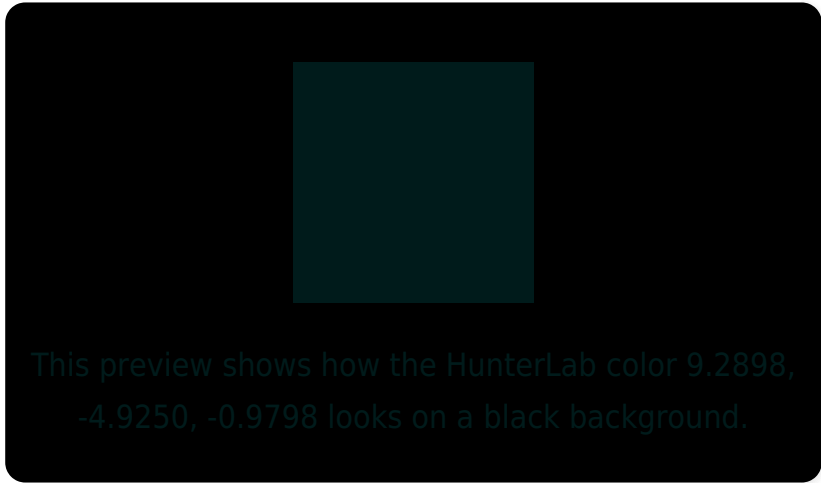 This preview shows how the HunterLab color 9.2898,
-4.9250, -0.9798 looks on a black background.